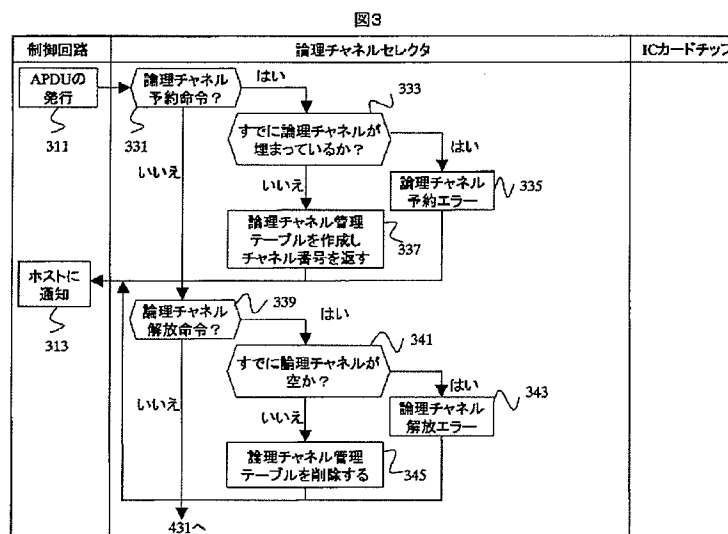 図3
制御回路
論理チャネルセレクタ
ICカードチップ
APDUの
発行
311
論理チャネル
予約命令？
331
はい
333
すでに論理チャネルが
埋まっているか？
はい
いいえ
いいえ
論理チャネル
予約エラー
335
論理チャネル管理
テーブルを作成し
チャネル番号を返す
337
ホストに
通知
313
論理チャネル
解放命令？
339
はい
341
すでに論理チャネルが
空か？
はい
いいえ
いいえ
論理チャネル
解放エラー
343
論理チャネル管理
テーブルを削除する
345
431へ